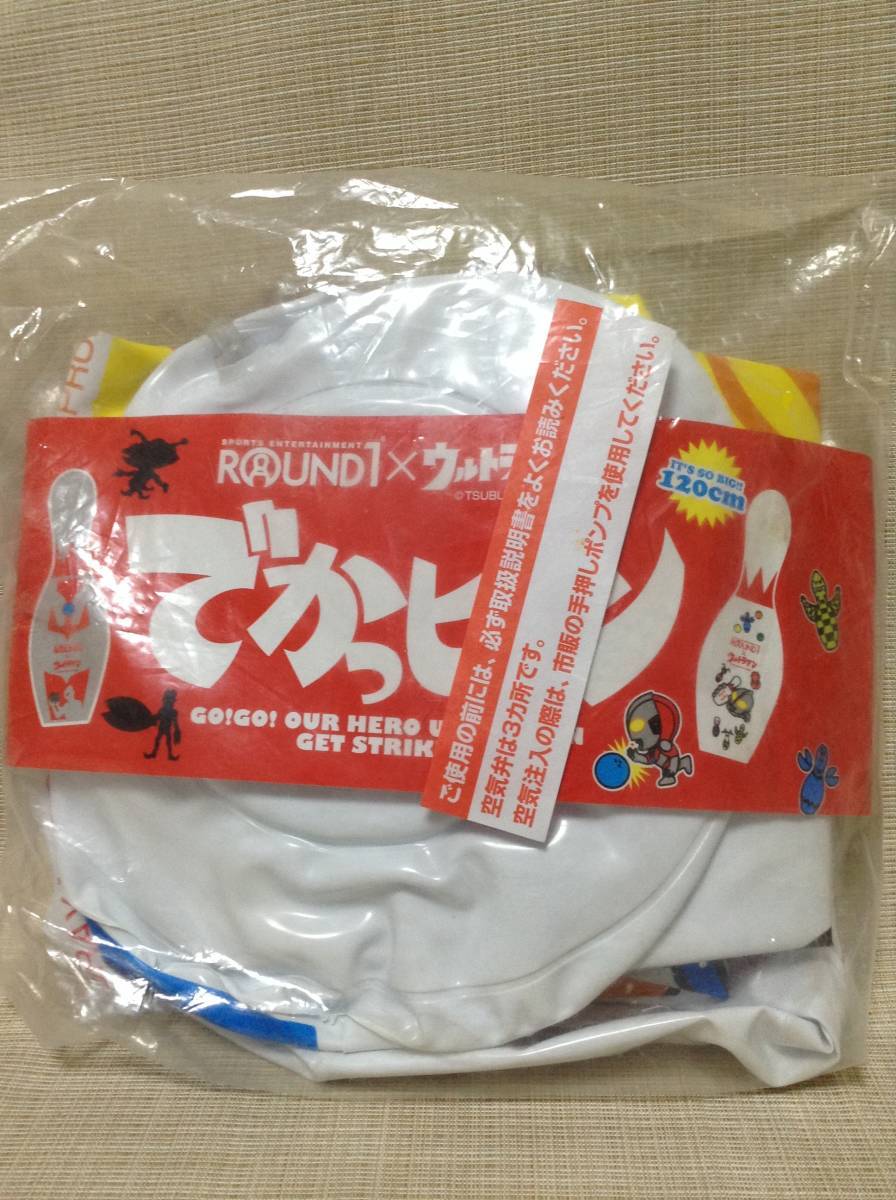 SPORTS ENTERTAINMENT
ROUND1×ウルトラ
©TSUBU
IT'S SO BIG!!
120cm
でかっピン
GO!GO! OUR HERO U
GET STRIK
ご使用の前には、必ず取扱説明書をよくお読みください。
空気弁は3カ所です。
空気注入の際は、市販の手押しポンプを使用してください。
PRO